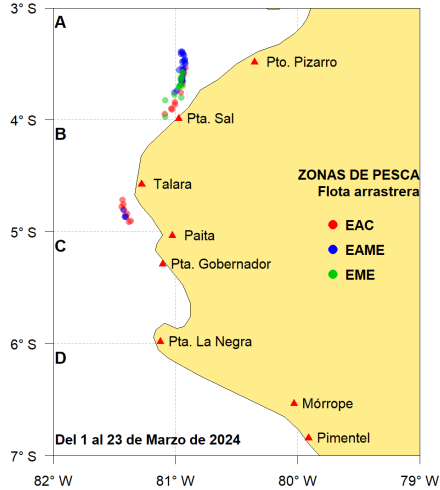 3° S
A
Pto. Pizarro
4° S
Pta. Sal
B
ZONAS DE PESCA
Flota arrastrera
Talara
EAC
5° S
Paita
C
EAME
Pta. Gobernador
EME
6° S
Pta. La Negra
D
Mórrope
Del 1 al 23 de Marzo de 2024
Pimentel
7° S
82° W 81° W 80° W 79° W